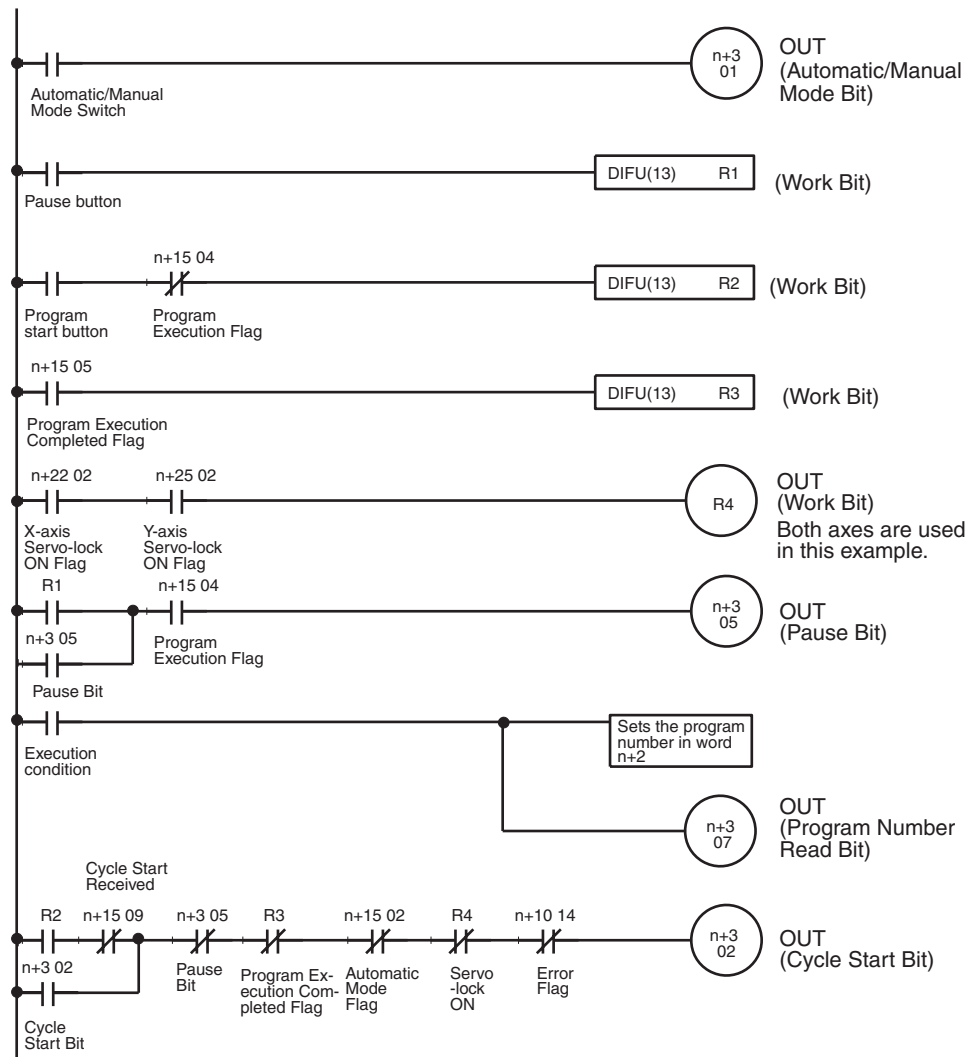 n+3
01
OUT
(Automatic/Manual
Mode Bit)
Automatic/Manual
Mode Switch
DIFU(13) R1
(Work Bit)
Pause button
n+15 04
DIFU(13) R2
(Work Bit)
Program
start button
Program
Execution Flag
n+15 05
DIFU(13) R3
(Work Bit)
Program Execution
Completed Flag
n+22 02
n+25 02
R4
OUT
(Work Bit)
Both axes are used
in this example.
X-axis
Servo-lock
ON Flag
Y-axis
Servo-lock
ON Flag
R1
n+15 04
n+3
05
OUT
(Pause Bit)
n+3 05
Program
Execution Flag
Pause Bit
Execution
condition
Sets the program
number in word
n+2
n+3
07
OUT
(Program Number
Read Bit)
Cycle Start
Received
R2
n+15 09
n+3 05
R3
n+15 02
R4
n+10 14
n+3
02
OUT
(Cycle Start Bit)
n+3 02
Pause
Bit
Program Ex-
ecution Com-
pleted Flag
Automatic
Mode
Flag
Servo
-lock
ON
Error
Flag
Cycle
Start Bit